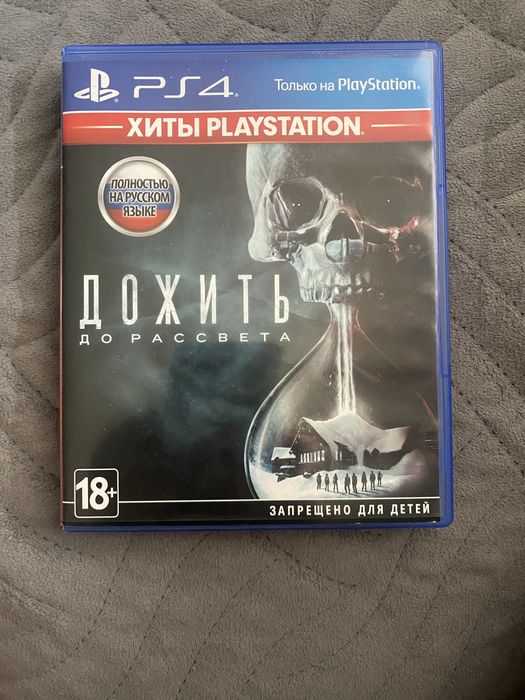 PS4
Только на PlayStation.
ХИТЫ PLAYSTATION.
ПОЛНОСТЬЮ
НА РУССКОМ
ЯЗЫКЕ
ДОЖИТЬ
ДО РАССВЕТА
18+
ЗАПРЕЩЕНО ДЛЯ ДЕТЕЙ